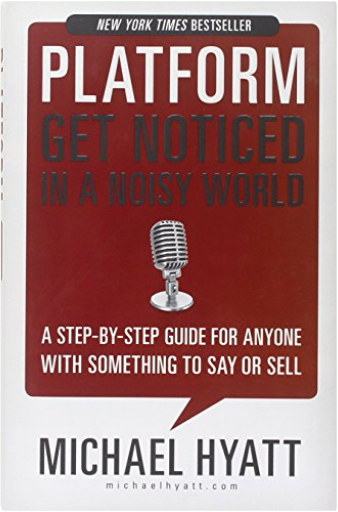 NEW YORK TIMES BESTSELLER
PLATFORM
GET NOTICED
IN A NOISY WORLD
A STEP-BY-STEP GUIDE FOR ANYONE
WITH SOMETHING TO SAY OR SELL
MICHAEL HYATT
michaelhyatt.com